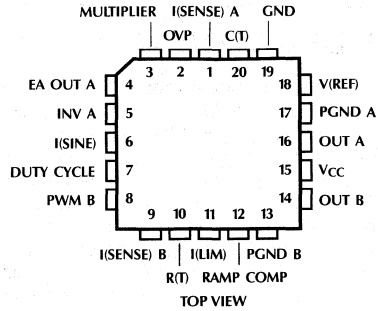 MULTIPLIER I(SENSE) A GND
OVP C(T)
3 2 1 20 19
EA OUT A 4 18 V(REF)
INV A 5 17 PGND A
I(SINE) 6 16 OUT A
DUTY CYCLE 7 15 VCC
PWM B 8 14 OUT B
9 10 11 12 13
I(SENSE) B I(LIM) PGND B
R(T) RAMP COMP
TOP VIEW